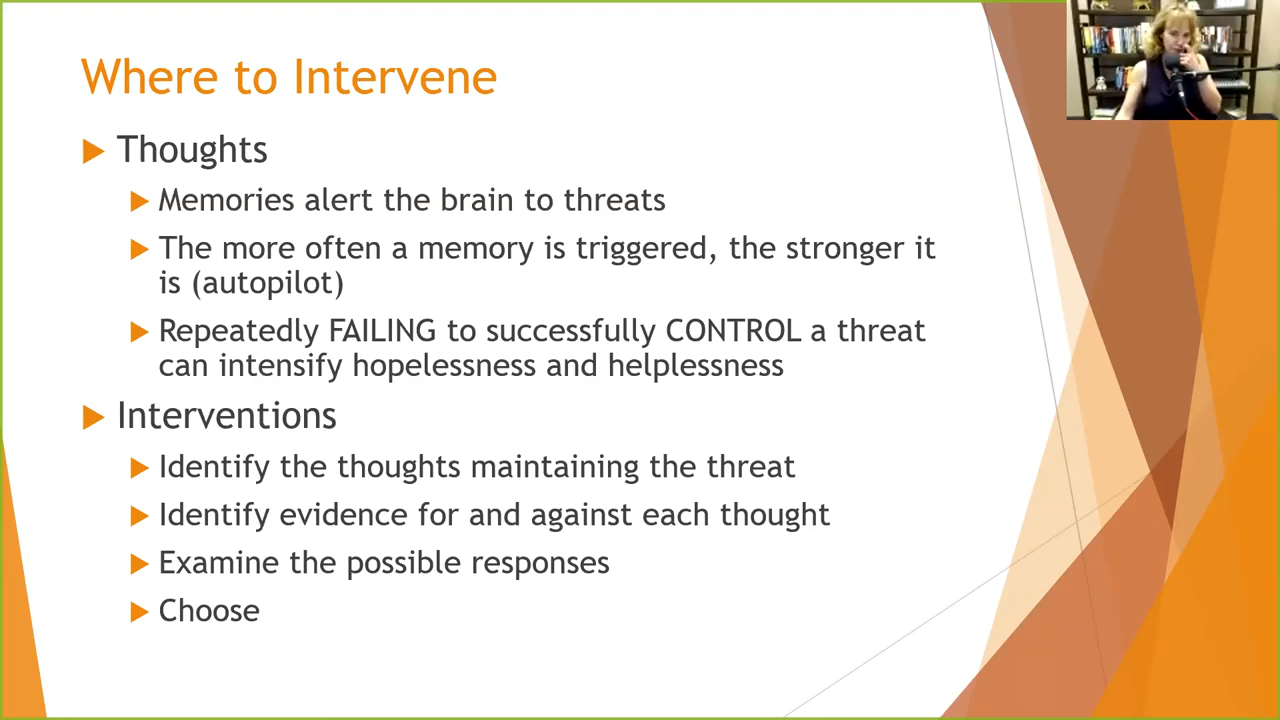 Where to Intervene
Thoughts
Memories alert the brain to threats
The more often a memory is triggered, the stronger it
is (autopilot)
Repeatedly FAILING to successfully CONTROL a threat
can intensify hopelessness and helplessness
Interventions
Identify the thoughts maintaining the threat
Identify evidence for and against each thought
Examine the possible responses
Choose